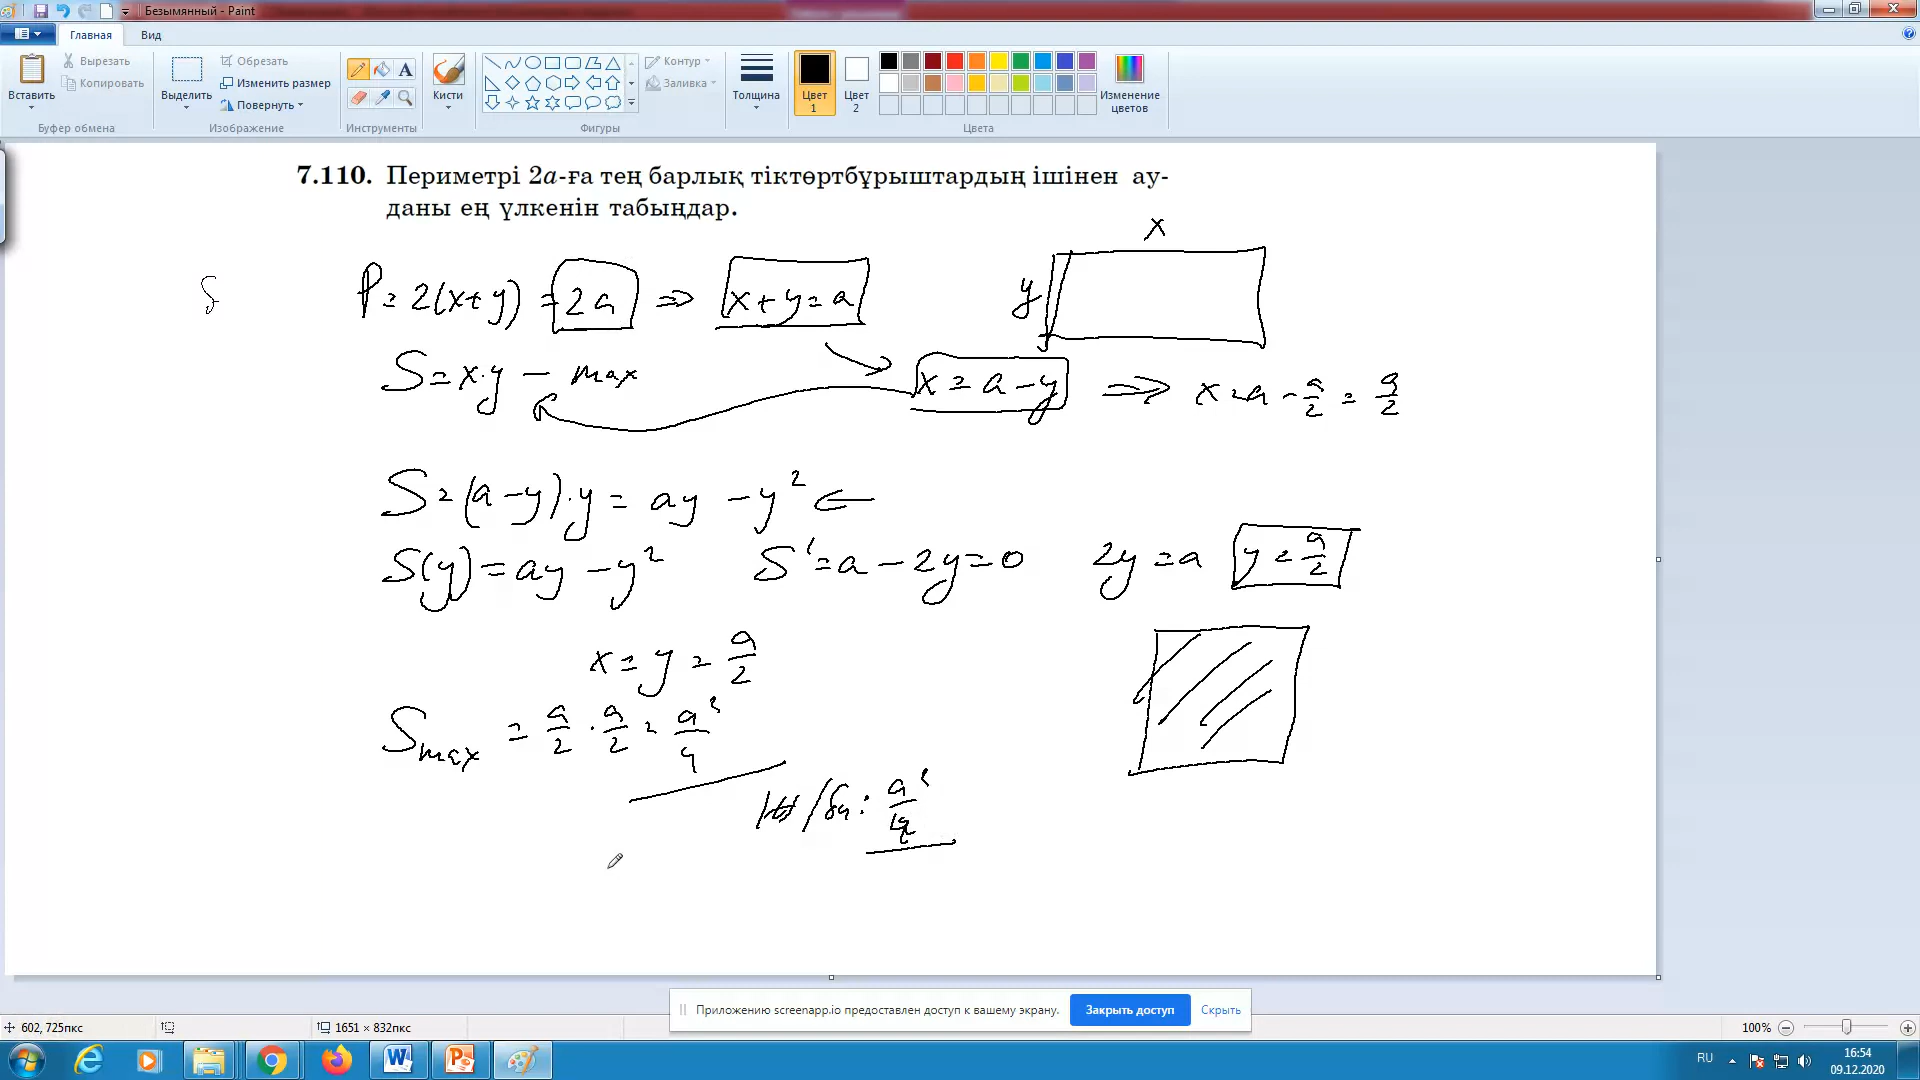 Безымянный - Paint
Главная
Вид
Вставить
Вырезать
Копировать
Буфер обмена
Выделить
Обрезать
Изменить размер
Повернуть
Изображение
Инструменты
Кисти
Фигуры
Контур
Заливка
Толщина
Цвет 1
Цвет 2
Цвета
Изменение цветов
7.110. Периметрі 2a-ға тең барлық тіктөртбұрыштардың ішінен ау-
даны ең үлкенін табыңдар.
x
P = 2(x+y) = 2a ⇒ x+y=a
y
S = x·y - max
x = a - y ⇒ x = a - a/2 = a/2
S = (a-y)·y = ay - y² ←
S(y) = ay - y² S' = a - 2y = 0 2y = a y = a/2
x = y = a/2
Smax = a/2 · a/2 = a²/4
a²/4
Приложению screenapp.io предоставлен доступ к вашему экрану.
Закрыть доступ
Скрыть
602, 725пкс
1651 × 832пкс
100%
RU
16:54
09.12.2020